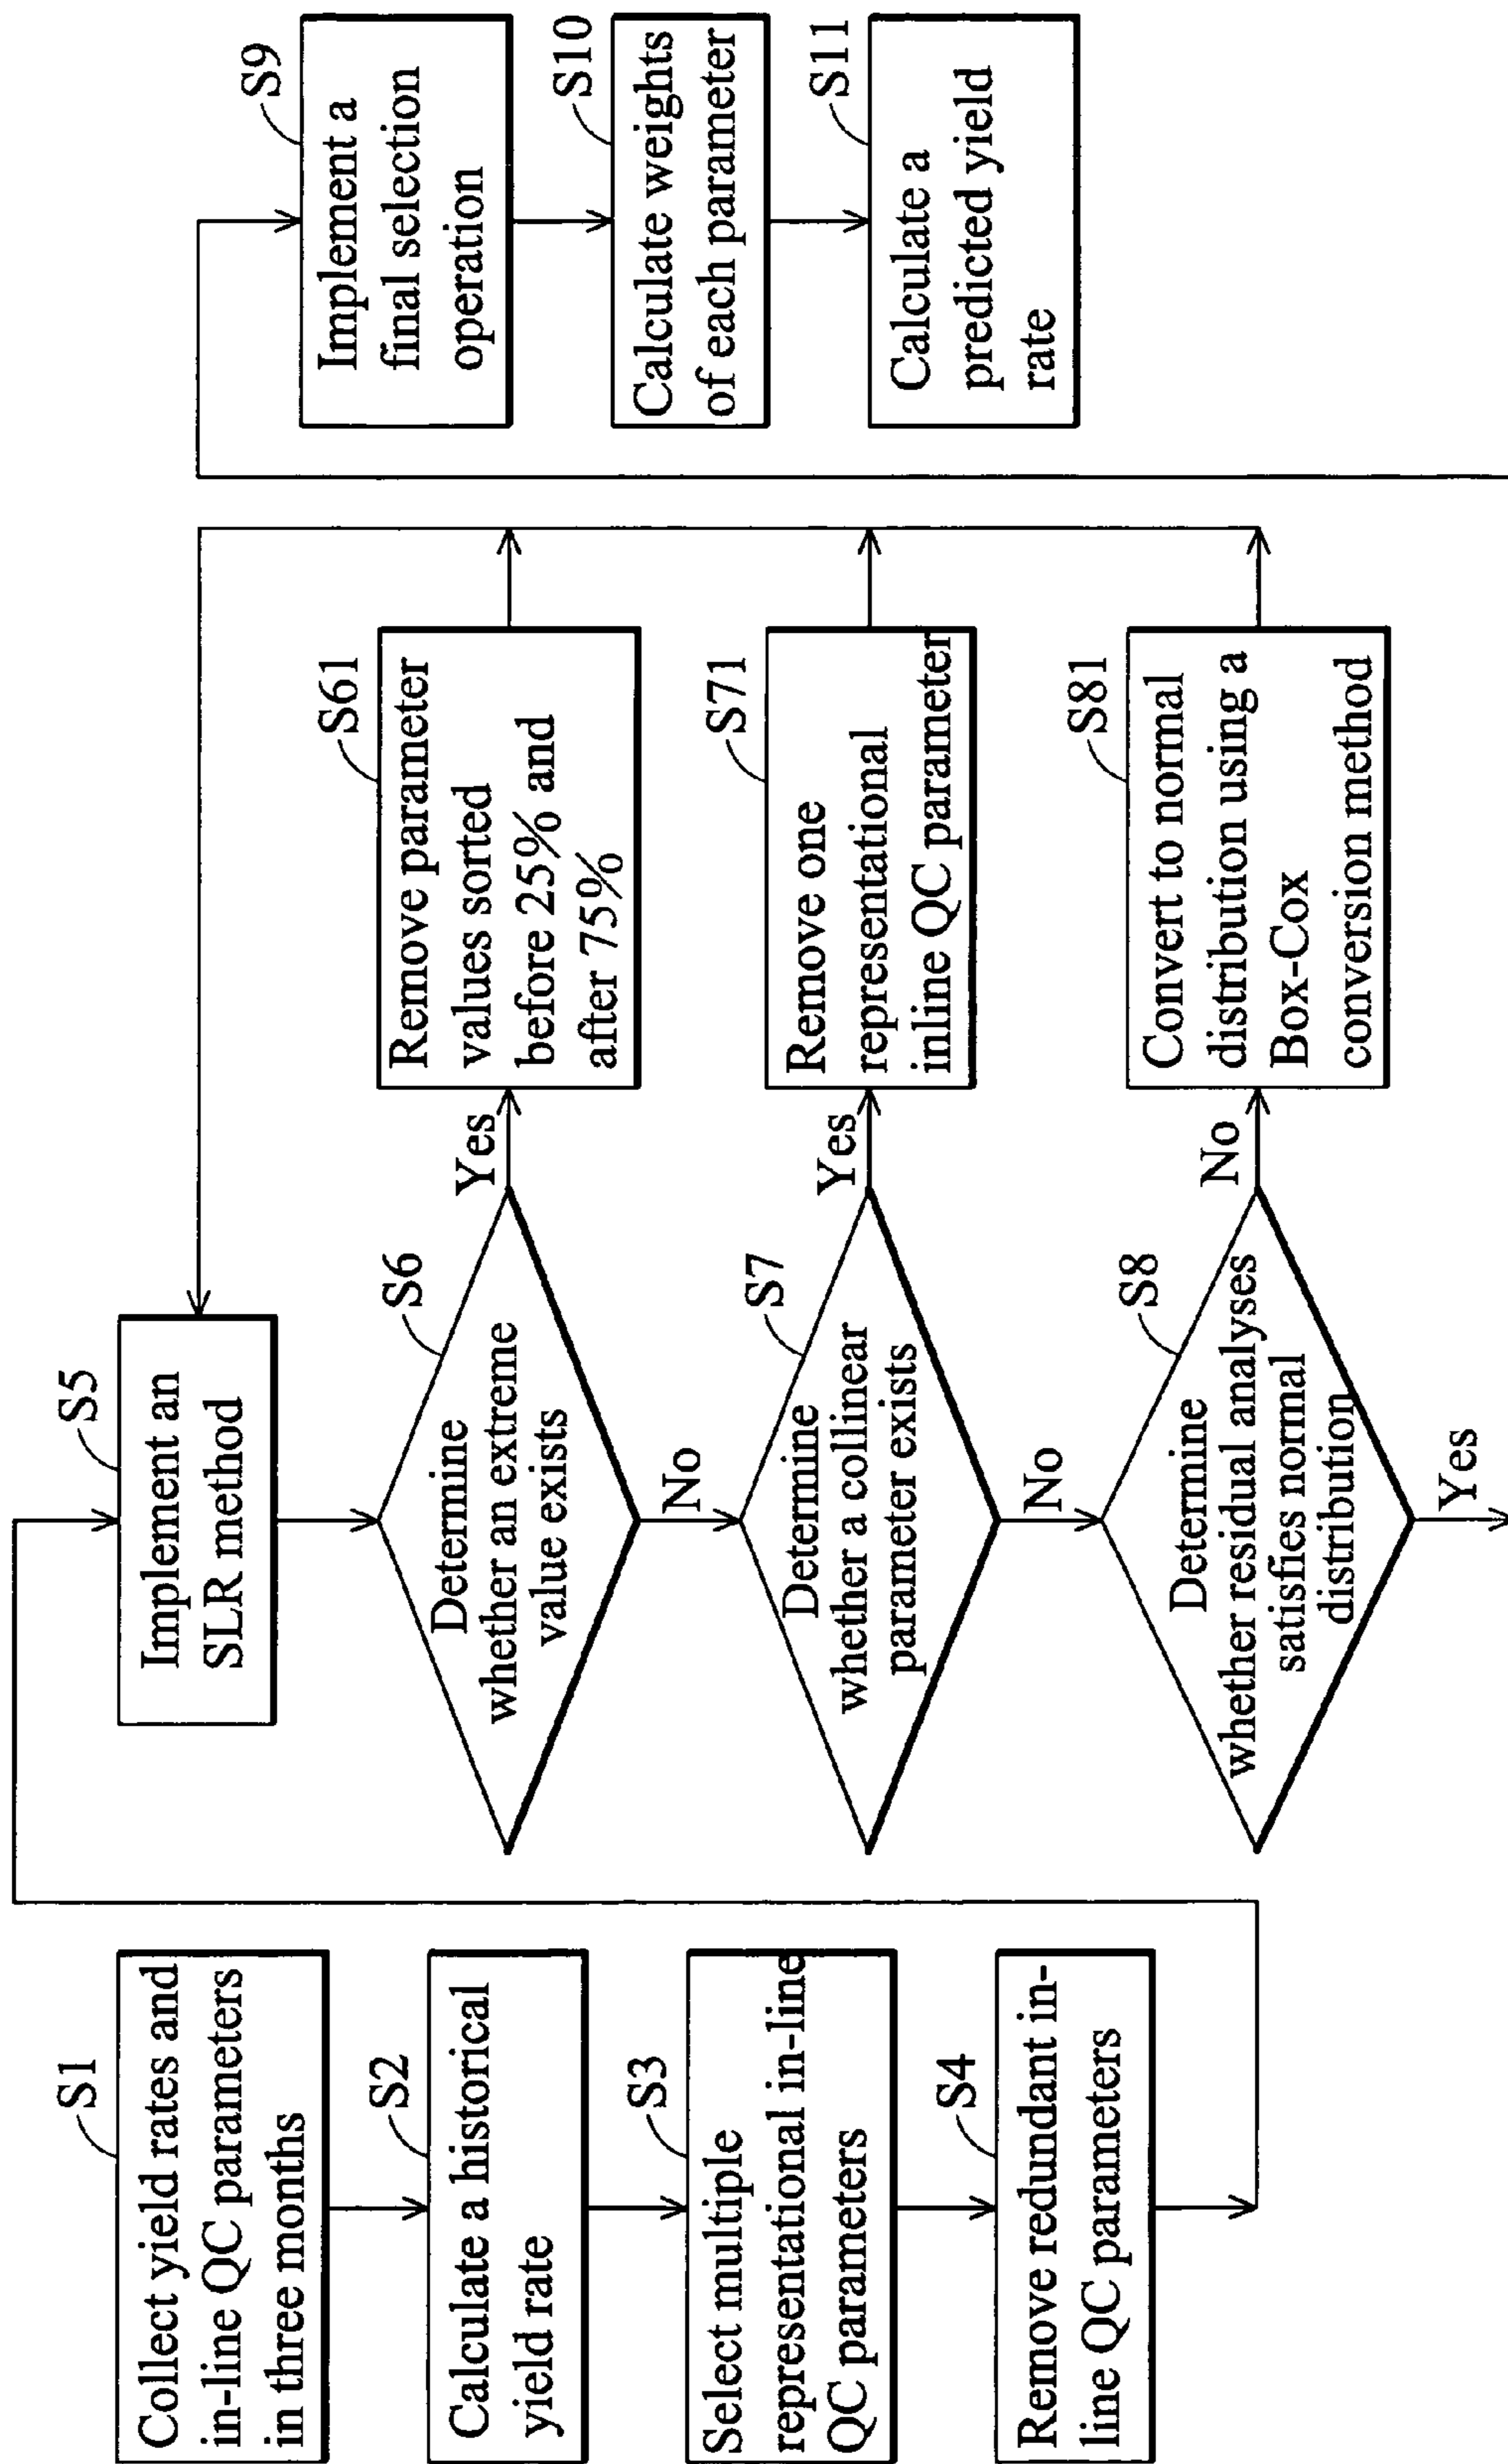 S1
Collect yield rates and
in-line QC parameters
in three months
S2
Calculate a historical
yield rate
S3
Select multiple
representational in-line
QC parameters
S4
Remove redundant in-
line QC parameters
S5
Implement an
SLR method
S6
Determine
whether an extreme
value exists
Yes
No
S61
Remove parameter
values sorted
before 25% and
after 75%
S7
Determine
whether a collinear
parameter exists
Yes
No
S71
Remove one
representational
inline QC parameter
S8
Determine
whether residual analyses
satisfies normal
distribution
No
Yes
S81
Convert to normal
distribution using a
Box-Cox
conversion method
S9
Implement a
final selection
operation
S10
Calculate weights
of each parameter
S11
Calculate a
predicted yield
rate